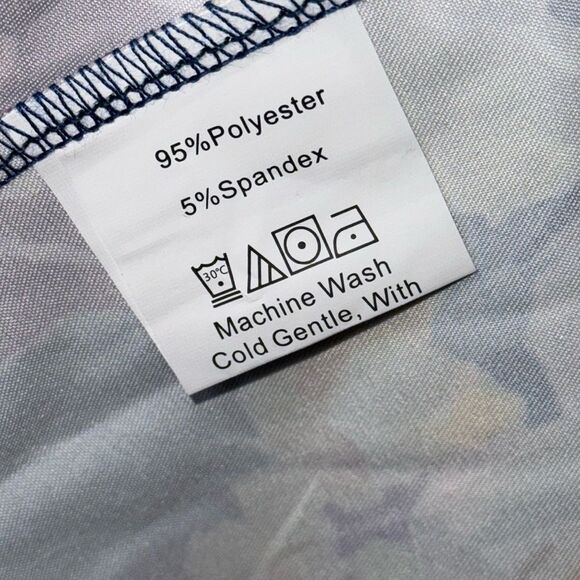 95%Polyester
5%Spandex
30°C
Machine Wash
Cold Gentle, With